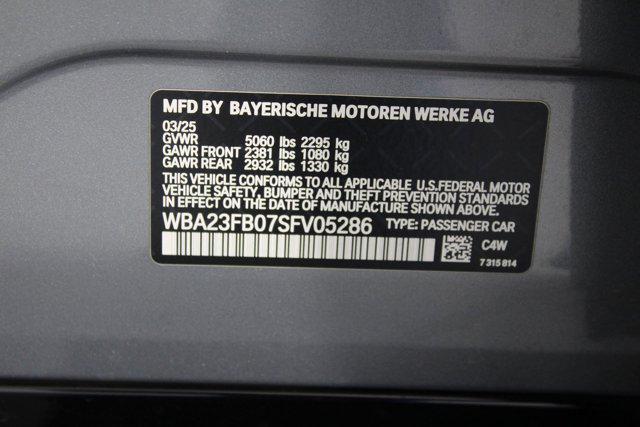 MFD BY BAYERISCHE MOTOREN WERKE AG
03/25
GVWR 5060 lbs 2295 kg
GAWR FRONT 2381 lbs 1080 kg
GAWR REAR 2932 lbs 1330 kg
THIS VEHICLE CONFORMS TO ALL APPLICABLE U.S.FEDERAL MOTOR
VEHICLE SAFETY, BUMPER AND THEFT PREVENTION STANDARDS
IN EFFECT ON THE DATE OF MANUFACTURE SHOWN ABOVE.
WBA23FB07SFV05286 TYPE: PASSENGER CAR
C4W
7 315 814